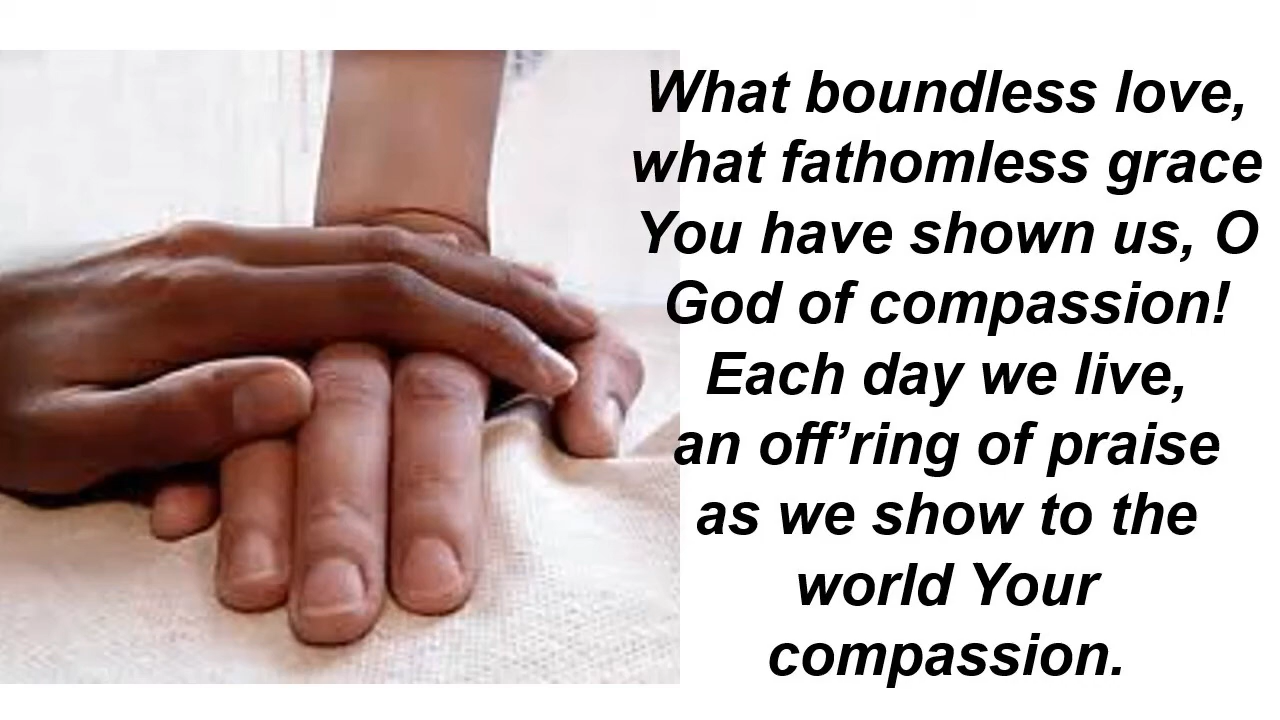 What boundless love,
what fathomless grace
You have shown us, O
God of compassion!
Each day we live,
an off’ring of praise
as we show to the
world Your
compassion.